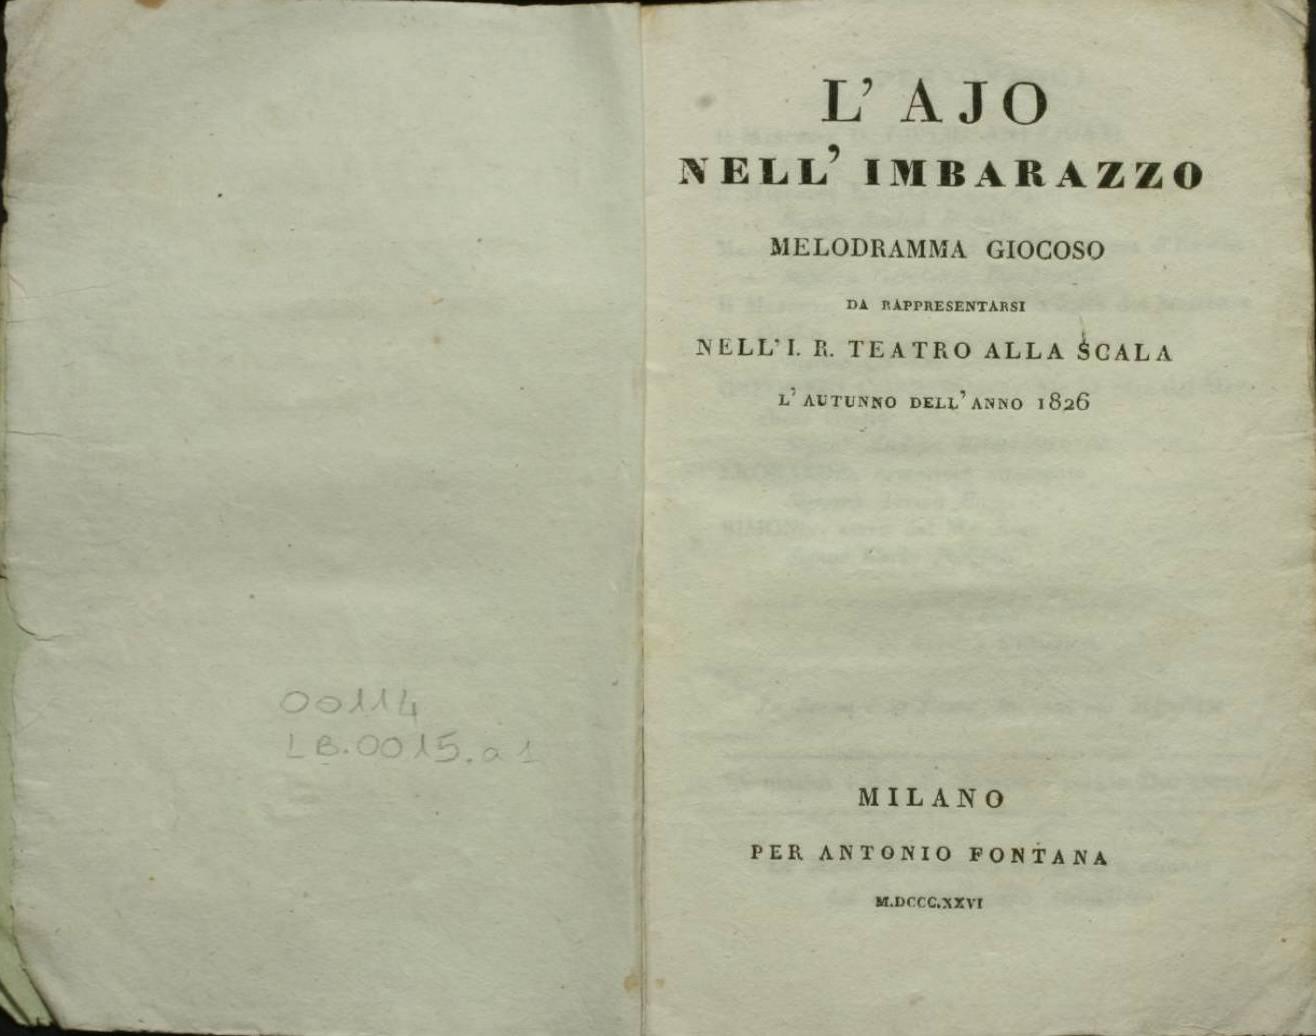 00114
LB.0015.a1
L' AJO
NELL' IMBARAZZO
MELODRAMMA GIOCOSO
DA RAPPRESENTARSI
NELL' I. R. TEATRO ALLA SCALA
L' AUTUNNO DELL' ANNO 1826
MILANO
PER ANTONIO FONTANA
M.DCCC.XXVI